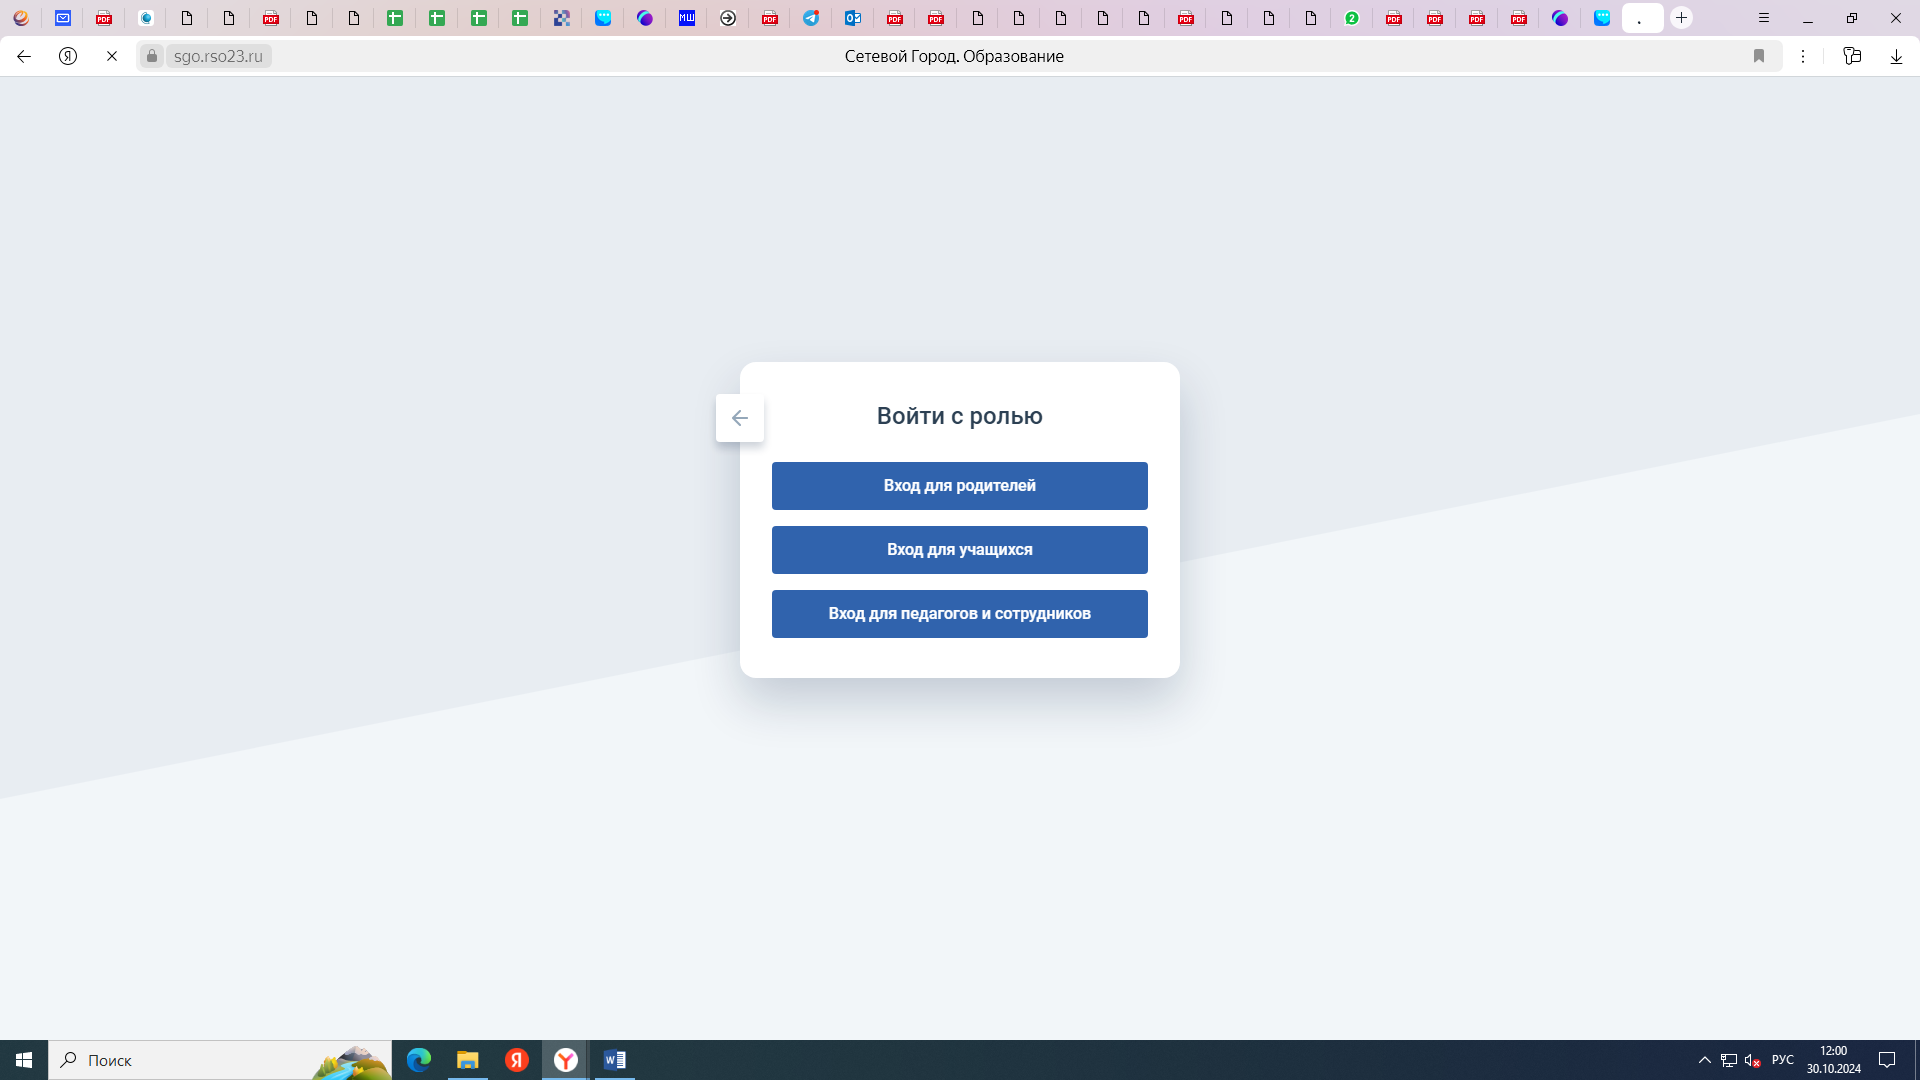 sgo.rso23.ru
Сетевой Город. Образование
Войти с ролью
Вход для родителей
Вход для учащихся
Вход для педагогов и сотрудников
Поиск
РУС
12:00
30.10.2024